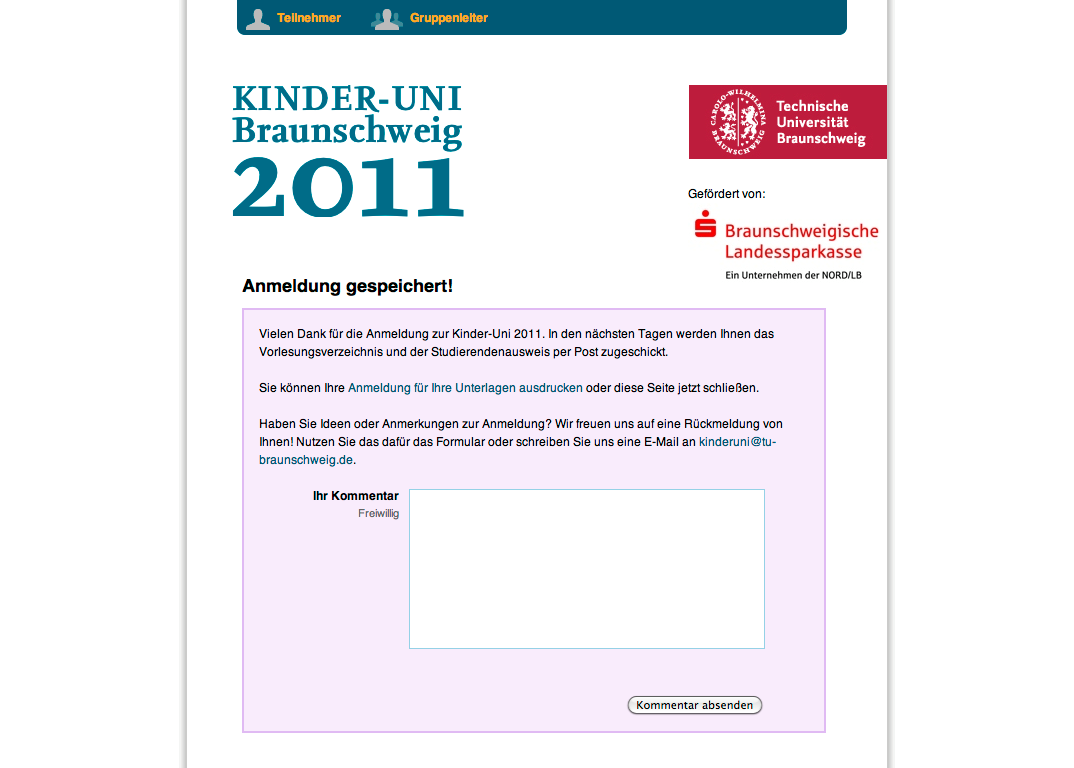 Teilnehmer
Gruppenleiter
KINDER-UNI
Braunschweig
2011
CAROLO-WILHELMINA
BRAUNSCHWEIG
Technische
Universität
Braunschweig
Gefördert von:
Braunschweigische
Landessparkasse
Ein Unternehmen der NORD/LB
Anmeldung gespeichert!
Vielen Dank für die Anmeldung zur Kinder-Uni 2011. In den nächsten Tagen werden Ihnen das
Vorlesungsverzeichnis und der Studierendenausweis per Post zugeschickt.
Sie können Ihre Anmeldung für Ihre Unterlagen ausdrucken oder diese Seite jetzt schließen.
Haben Sie Ideen oder Anmerkungen zur Anmeldung? Wir freuen uns auf eine Rückmeldung von
Ihnen! Nutzen Sie das dafür das Formular oder schreiben Sie uns eine E-Mail an kinderuni@tu-
braunschweig.de.
Ihr Kommentar
Freiwillig
Kommentar absenden